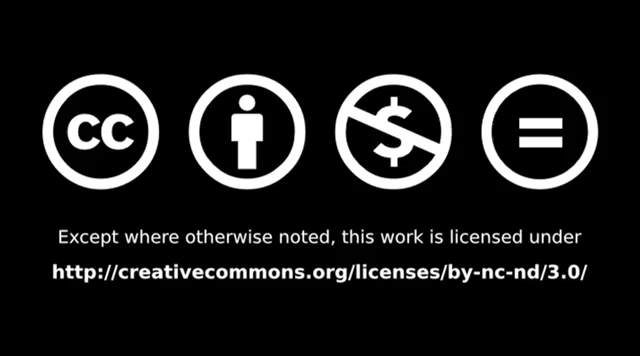 cc
$
=
Except where otherwise noted, this work is licensed under
http://creativecommons.org/licenses/by-nc-nd/3.0/